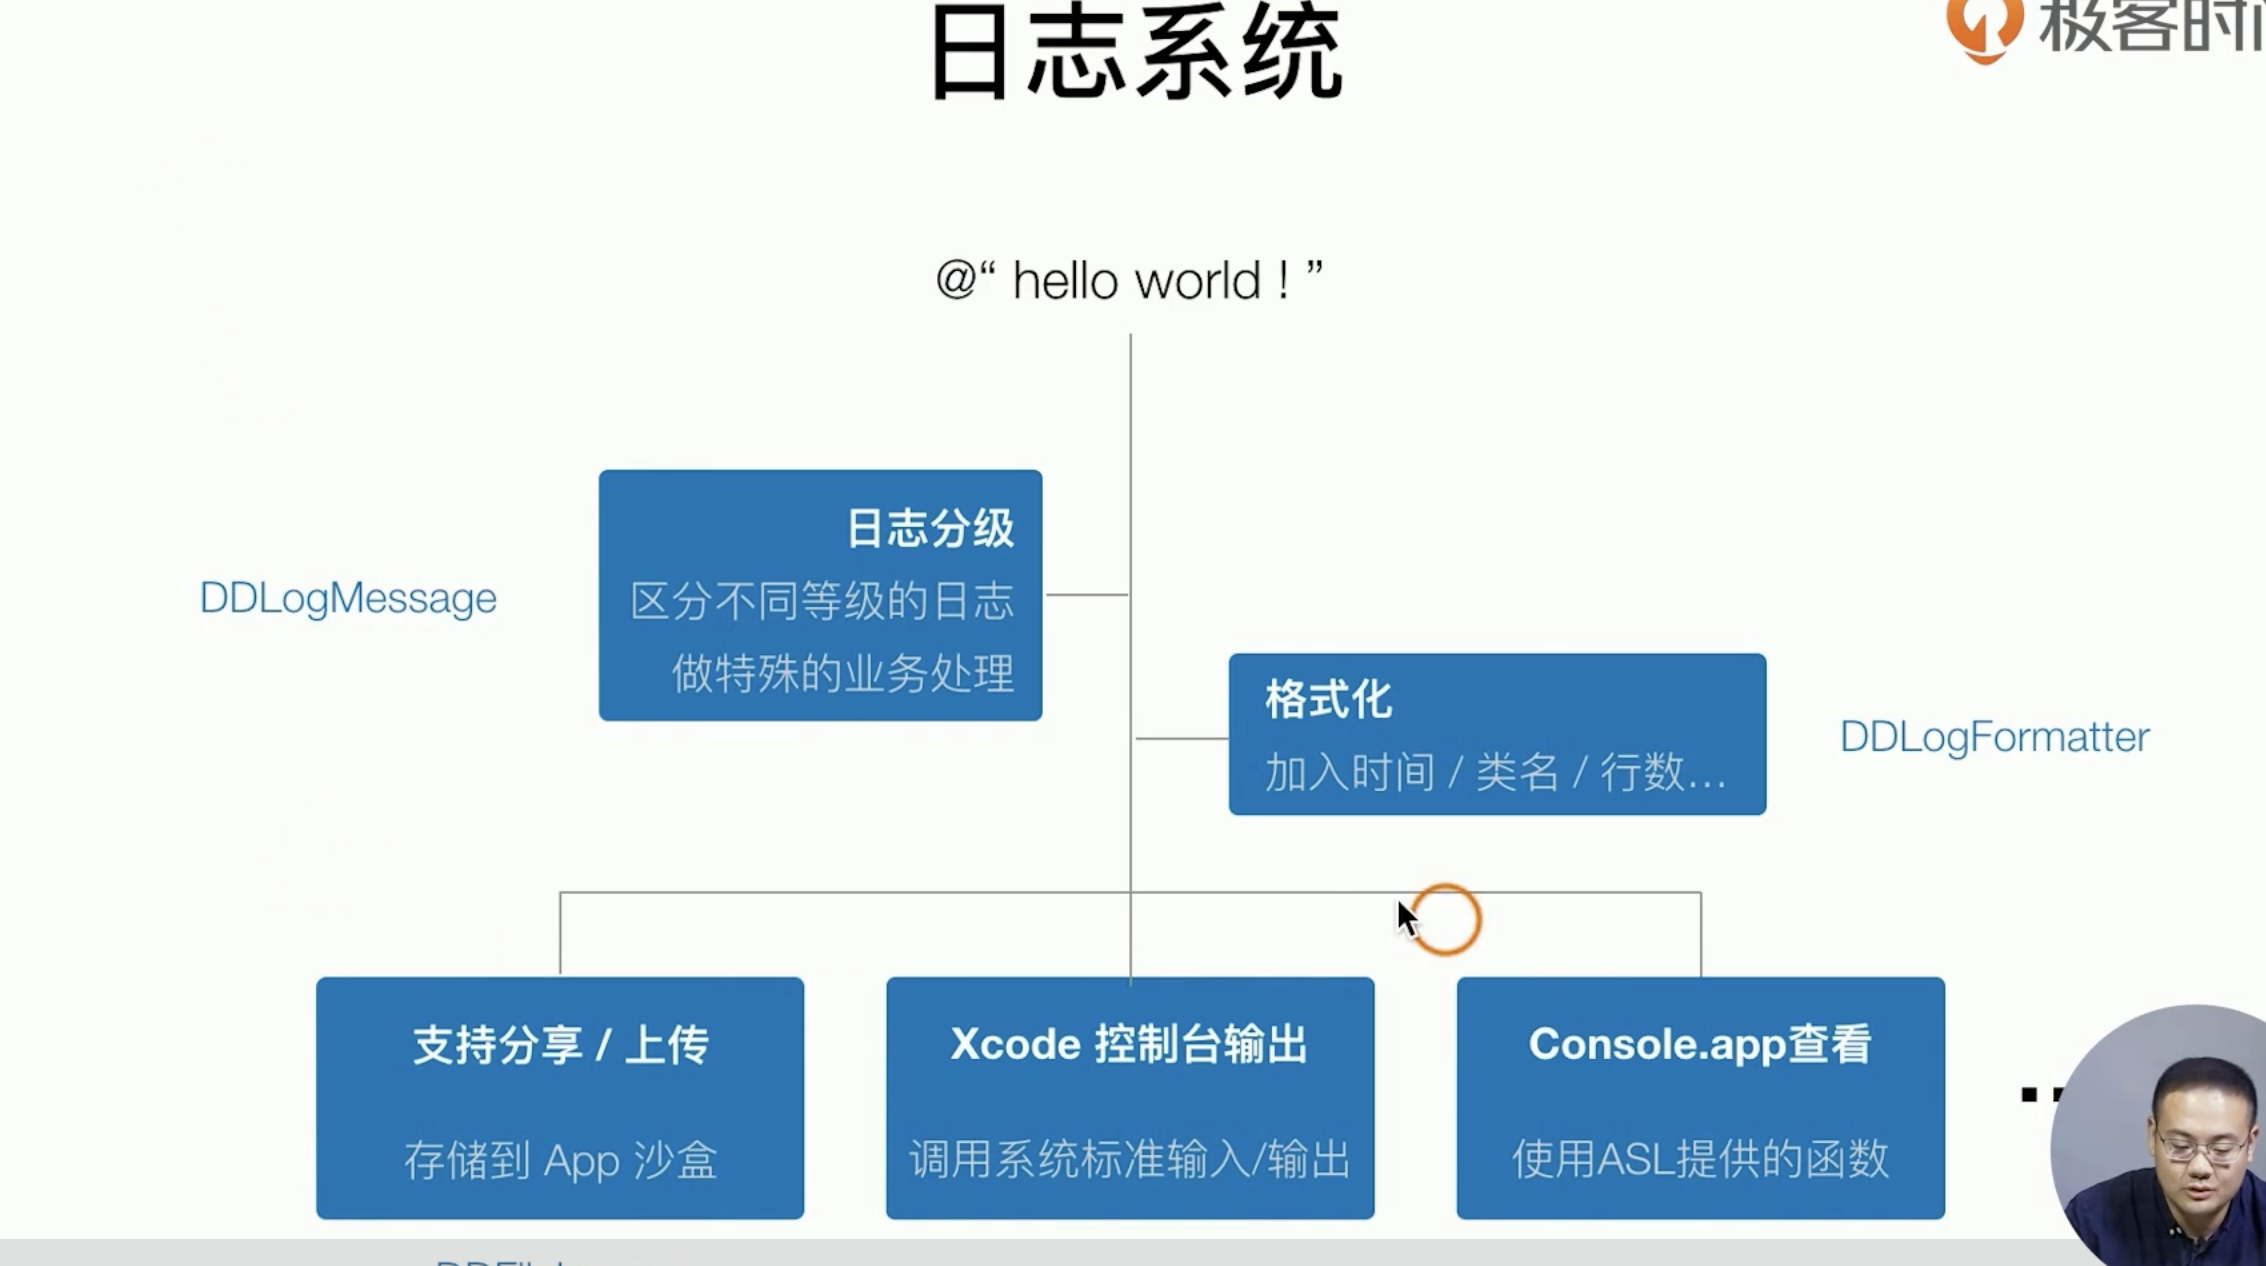 日志系统
极客时间
@“ hello world ! ”
日志分级
区分不同等级的日志
做特殊的业务处理
DDLogMessage
格式化
加入时间 / 类名 / 行数...
DDLogFormatter
支持分享 / 上传
存储到 App 沙盒
Xcode 控制台输出
调用系统标准输入/输出
Console.app查看
使用ASL提供的函数